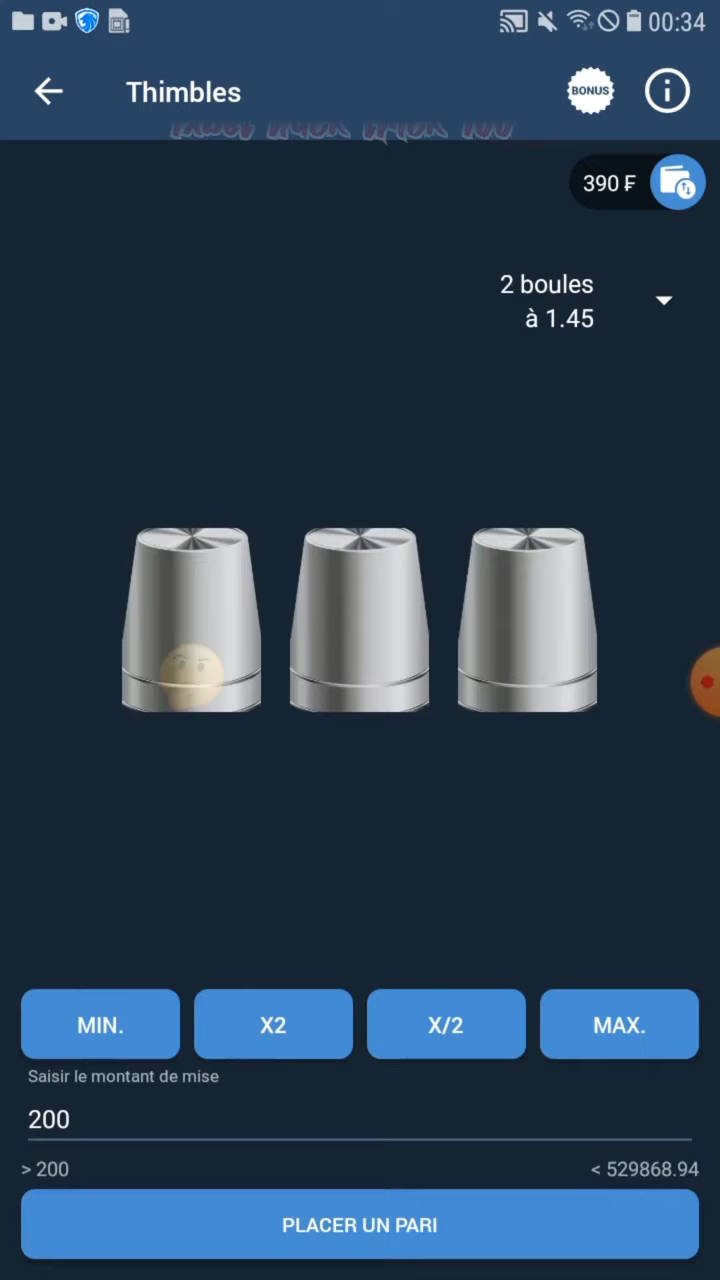 00:34
Thimbles
BONUS
390 ₣
2 boules
à 1.45
MIN.
X2
X/2
MAX.
Saisir le montant de mise
200
> 200
< 529868.94
PLACER UN PARI